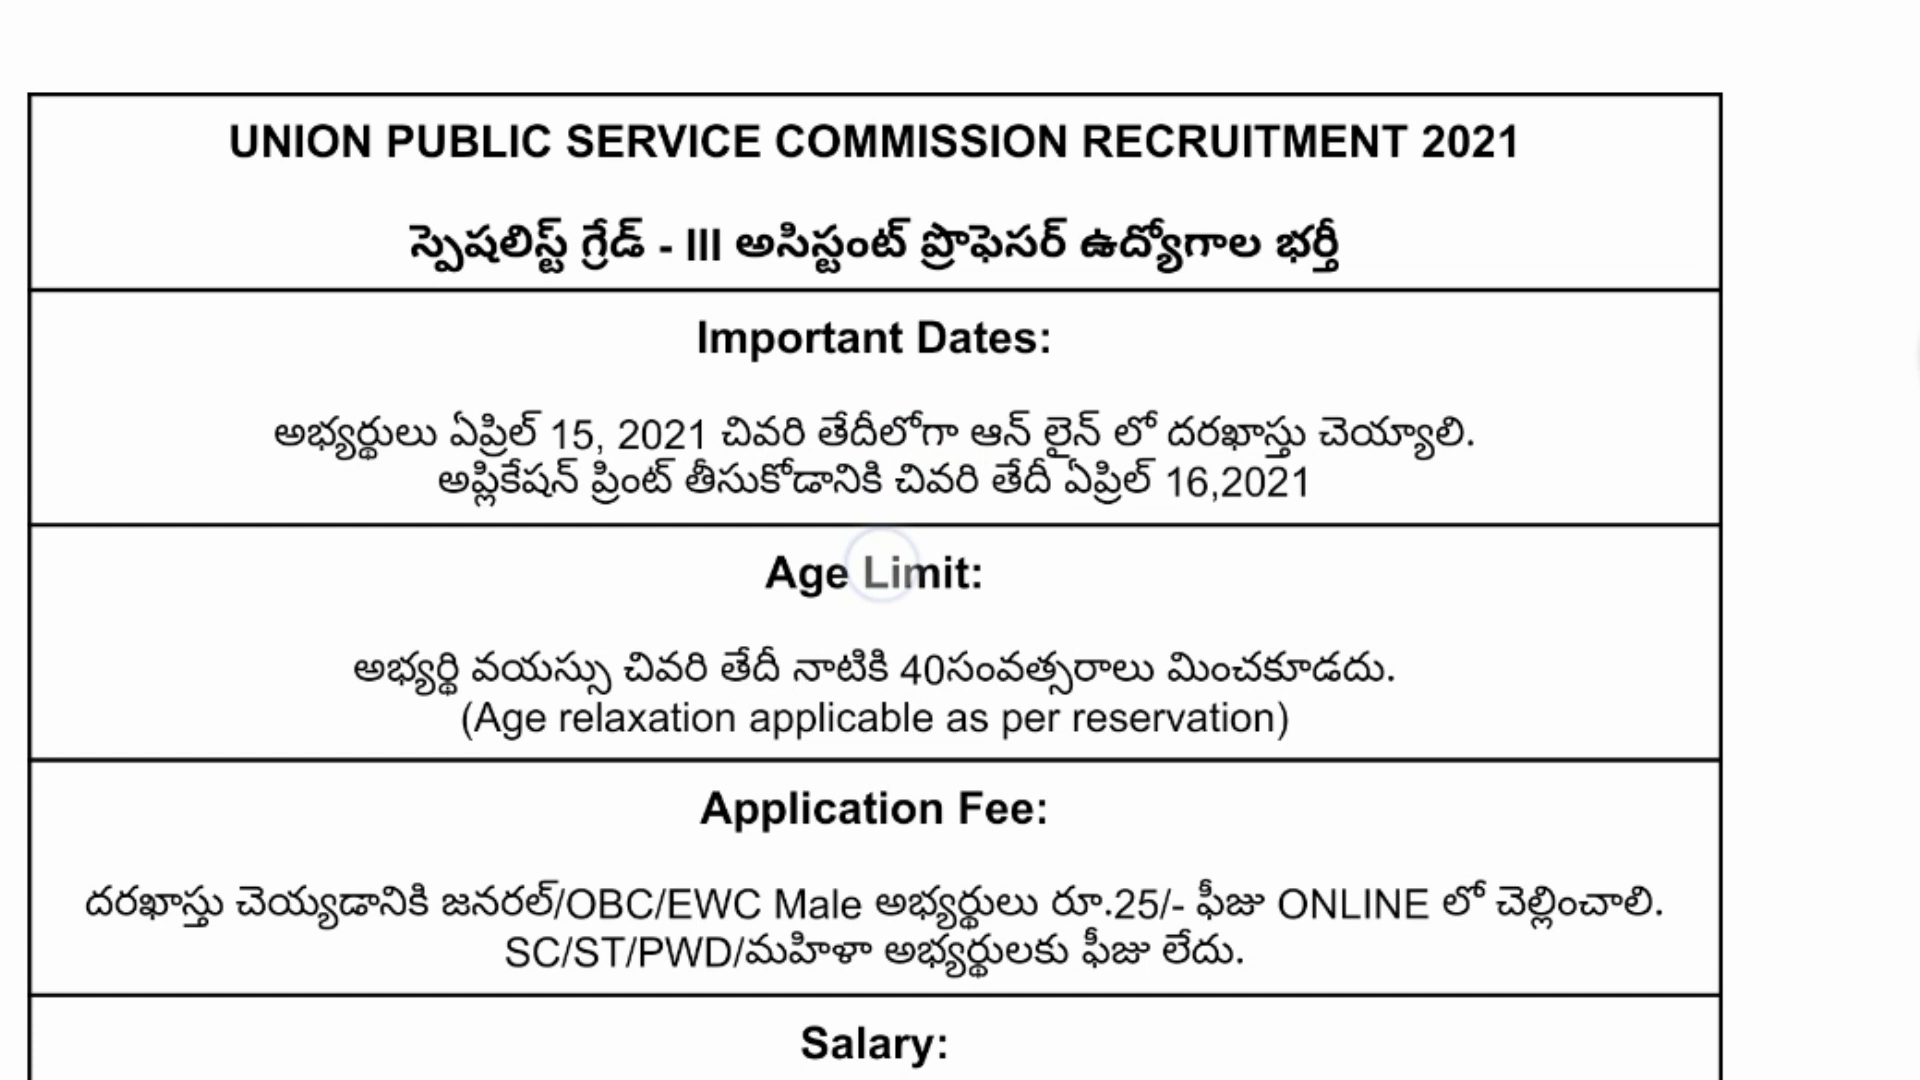 UNION PUBLIC SERVICE COMMISSION RECRUITMENT 2021
స్పెషలిస్ట్ గ్రేడ్ - III అసిస్టంట్ ప్రొఫెసర్ ఉద్యోగాల భర్తీ
Important Dates:
అభ్యర్థులు ఏప్రిల్ 15, 2021 చివరి తేదీలోగా ఆన్ లైన్ లో దరఖాస్తు చెయ్యాలి.
అప్లికేషన్ ప్రింట్ తీసుకోడానికి చివరి తేదీ ఏప్రిల్ 16,2021
Age Limit:
అభ్యర్థి వయస్సు చివరి తేదీ నాటికి 40సంవత్సరాలు మించకూడదు.
(Age relaxation applicable as per reservation)
Application Fee:
దరఖాస్తు చెయ్యడానికి జనరల్/OBC/EWC Male అభ్యర్థులు రూ.25/- ఫీజు ONLINE లో చెల్లించాలి.
SC/ST/PWD/మహిళా అభ్యర్థులకు ఫీజు లేదు.
Salary: